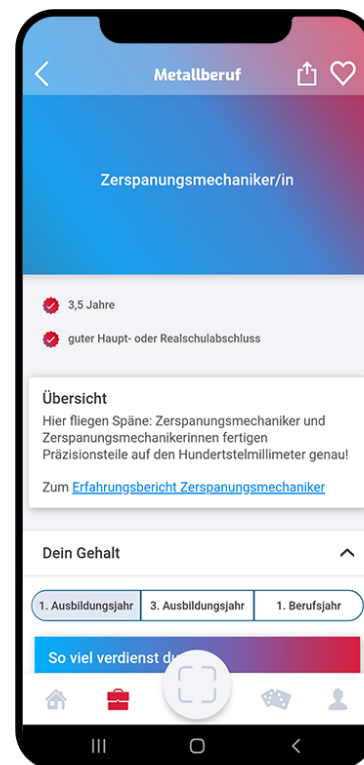 Metallberuf
Zerspanungsmechaniker/in
3,5 Jahre
guter Haupt- oder Realschulabschluss
Übersicht
Hier fliegen Späne: Zerspanungsmechaniker und
Zerspanungsmechanikerinnen fertigen
Präzisionsteile auf den Hundertstelmillimeter genau!
Zum Erfahrungsbericht Zerspanungsmechaniker
Dein Gehalt
1. Ausbildungsjahr 3. Ausbildungsjahr 1. Berufsjahr
So viel verdienst